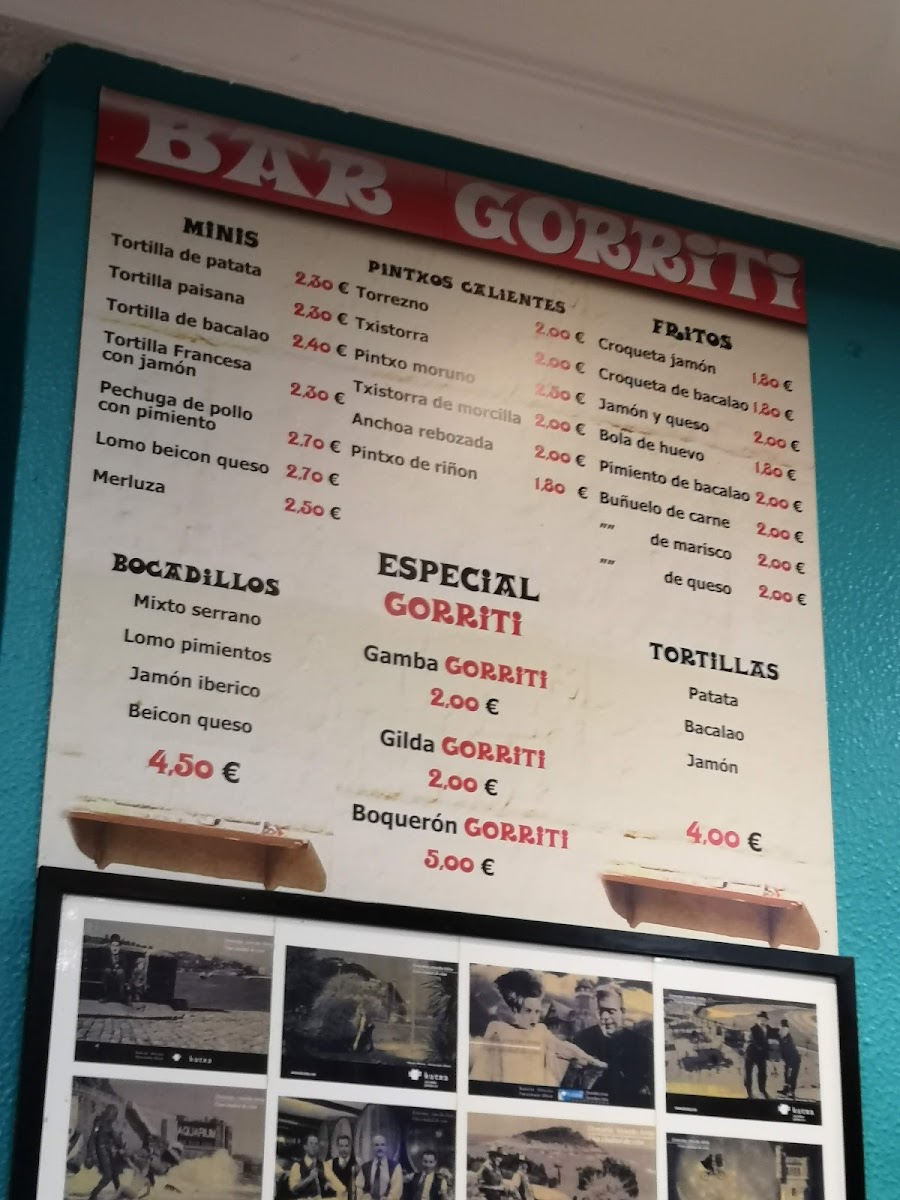 BAR GORRITI
MINIS
Tortilla de patata 2,30 €
Tortilla paisana 2,30 €
Tortilla de bacalao 2,40 €
Tortilla Francesa
con jamón 2,30 €
Pechuga de pollo
con pimiento 2.70 €
Lomo beicon queso 2.70 €
Merluza 2,50 €
PINTXOS CALIENTES
Torrezno 2,00 €
Txistorra 2,00 €
Pintxo moruno 2,50 €
Txistorra de morcilla 2,00 €
Anchoa rebozada 2,00 €
Pintxo de riñon 1,80 €
FRITOS
Croqueta jamón 1,80 €
Croqueta de bacalao 1,80 €
Jamón y queso 2,00 €
Bola de huevo 1,80 €
Pimiento de bacalao 2,00 €
Buñuelo de carne 2,00 €
"" de marisco 2,00 €
"" de queso 2,00 €
BOCADILLOS
Mixto serrano
Lomo pimientos
Jamón iberico
Beicon queso
4,50 €
ESPECIAL
GORRITI
Gamba GORRITI
2,00 €
Gilda GORRITI
2,00 €
Boquerón GORRITI
5,00 €
TORTILLAS
Patata
Bacalao
Jamón
4,00 €
kutxa
kutxa
kutxa
AQUARIUM